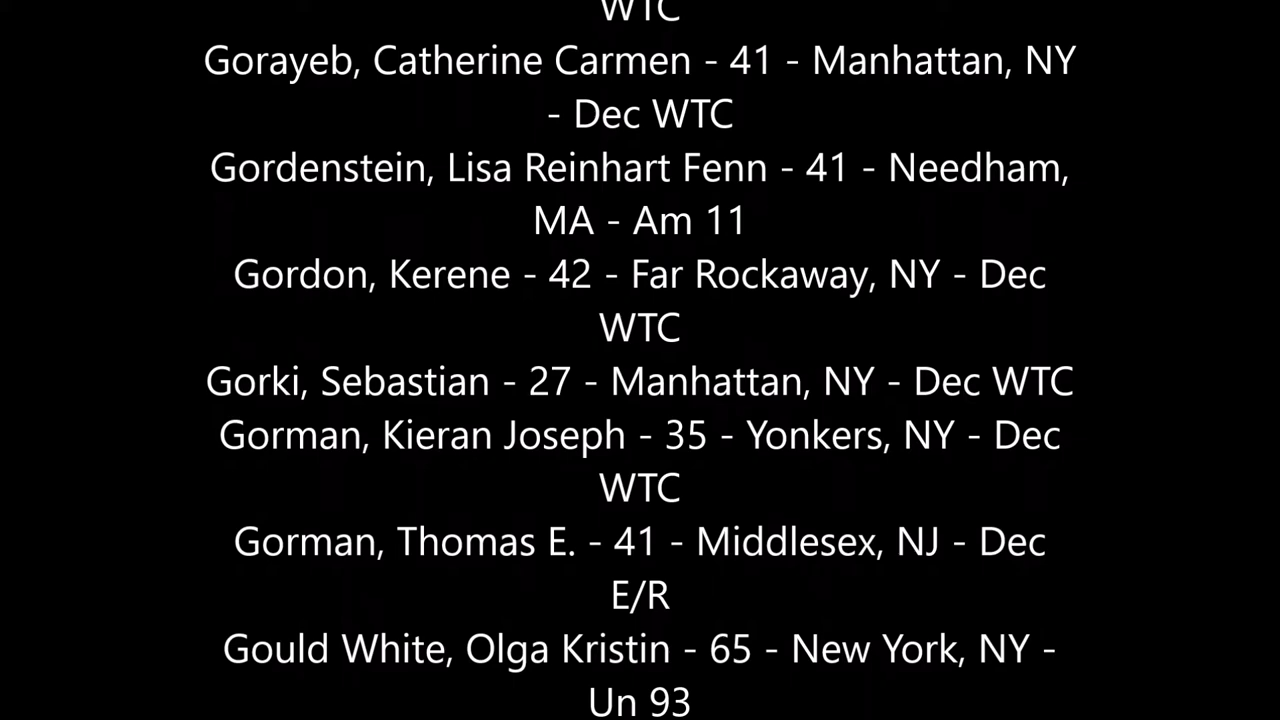 WTC
Gorayeb, Catherine Carmen - 41 - Manhattan, NY
- Dec WTC
Gordenstein, Lisa Reinhart Fenn - 41 - Needham,
MA - Am 11
Gordon, Kerene - 42 - Far Rockaway, NY - Dec
WTC
Gorki, Sebastian - 27 - Manhattan, NY - Dec WTC
Gorman, Kieran Joseph - 35 - Yonkers, NY - Dec
WTC
Gorman, Thomas E. - 41 - Middlesex, NJ - Dec
E/R
Gould White, Olga Kristin - 65 - New York, NY -
Un 93